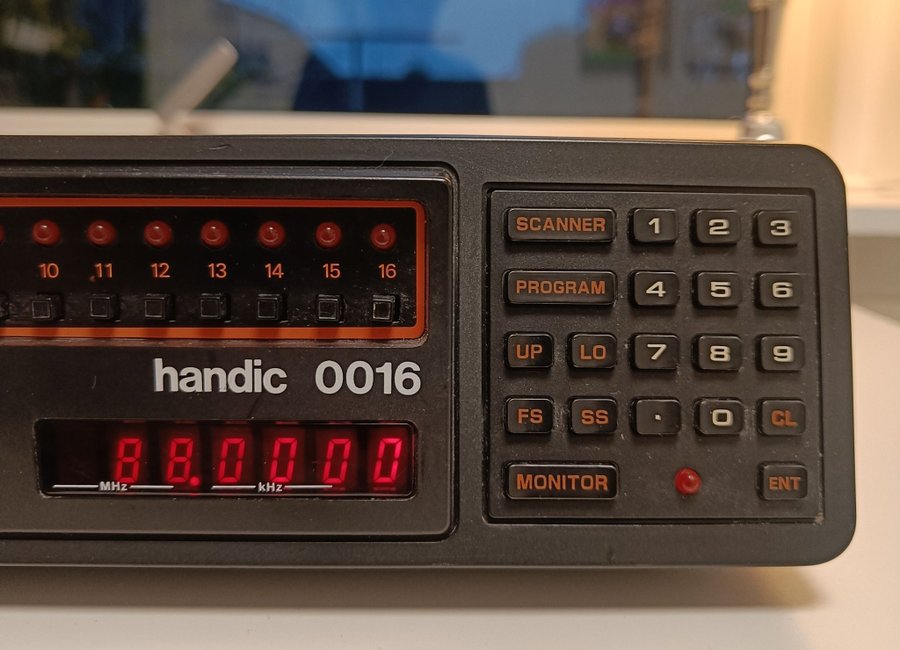 10 11 12 13 14 15 16
handic 0016
88.0000
MHz kHz
SCANNER 1 2 3
PROGRAM 4 5 6
UP LO 7 8 9
FS SS . 0 CL
MONITOR ENT